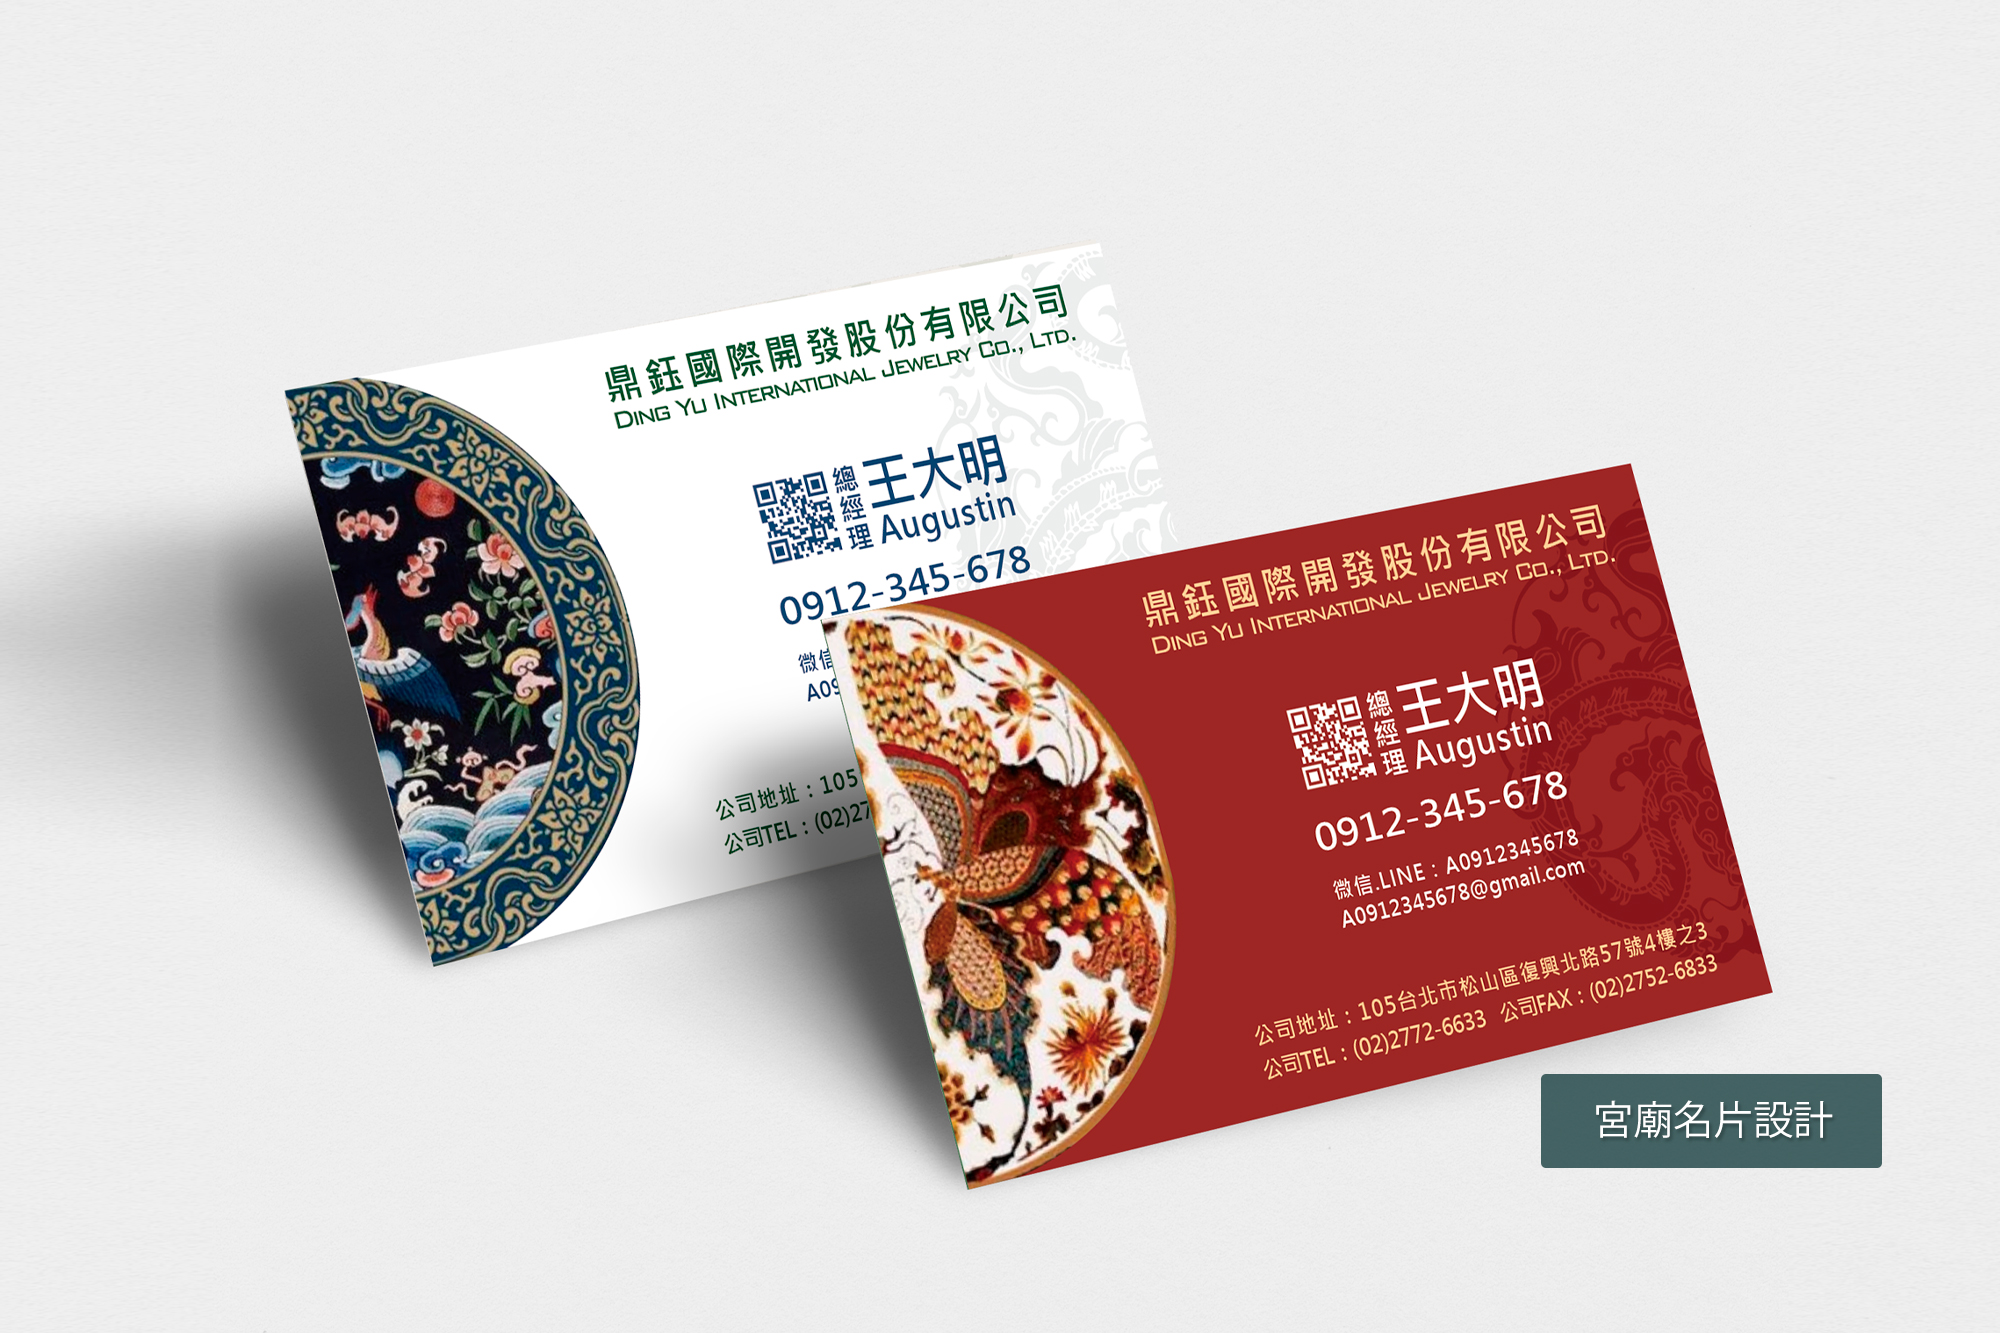 鼎鈺國際開發股份有限公司
DING YU INTERNATIONAL JEWELRY CO., LTD.
總經理
王大明
Augustin
0912-345-678
微信
A09
公司地址：105
公司TEL：(02)27
鼎鈺國際開發股份有限公司
DING YU INTERNATIONAL JEWELRY CO., LTD.
總經理
王大明
Augustin
0912-345-678
微信.LINE：A0912345678
A0912345678@gmail.com
公司地址：105台北市松山區復興北路57號4樓之3
公司TEL：(02)2772-6633 公司FAX：(02)2752-6833
宮廟名片設計